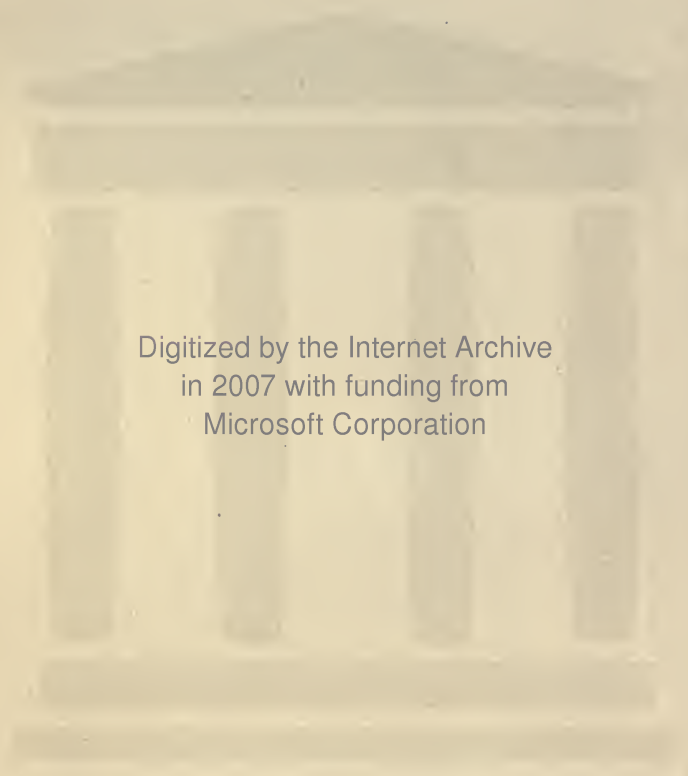 Digitized by the Internet Archive
in 2007 with funding from
Microsoft Corporation